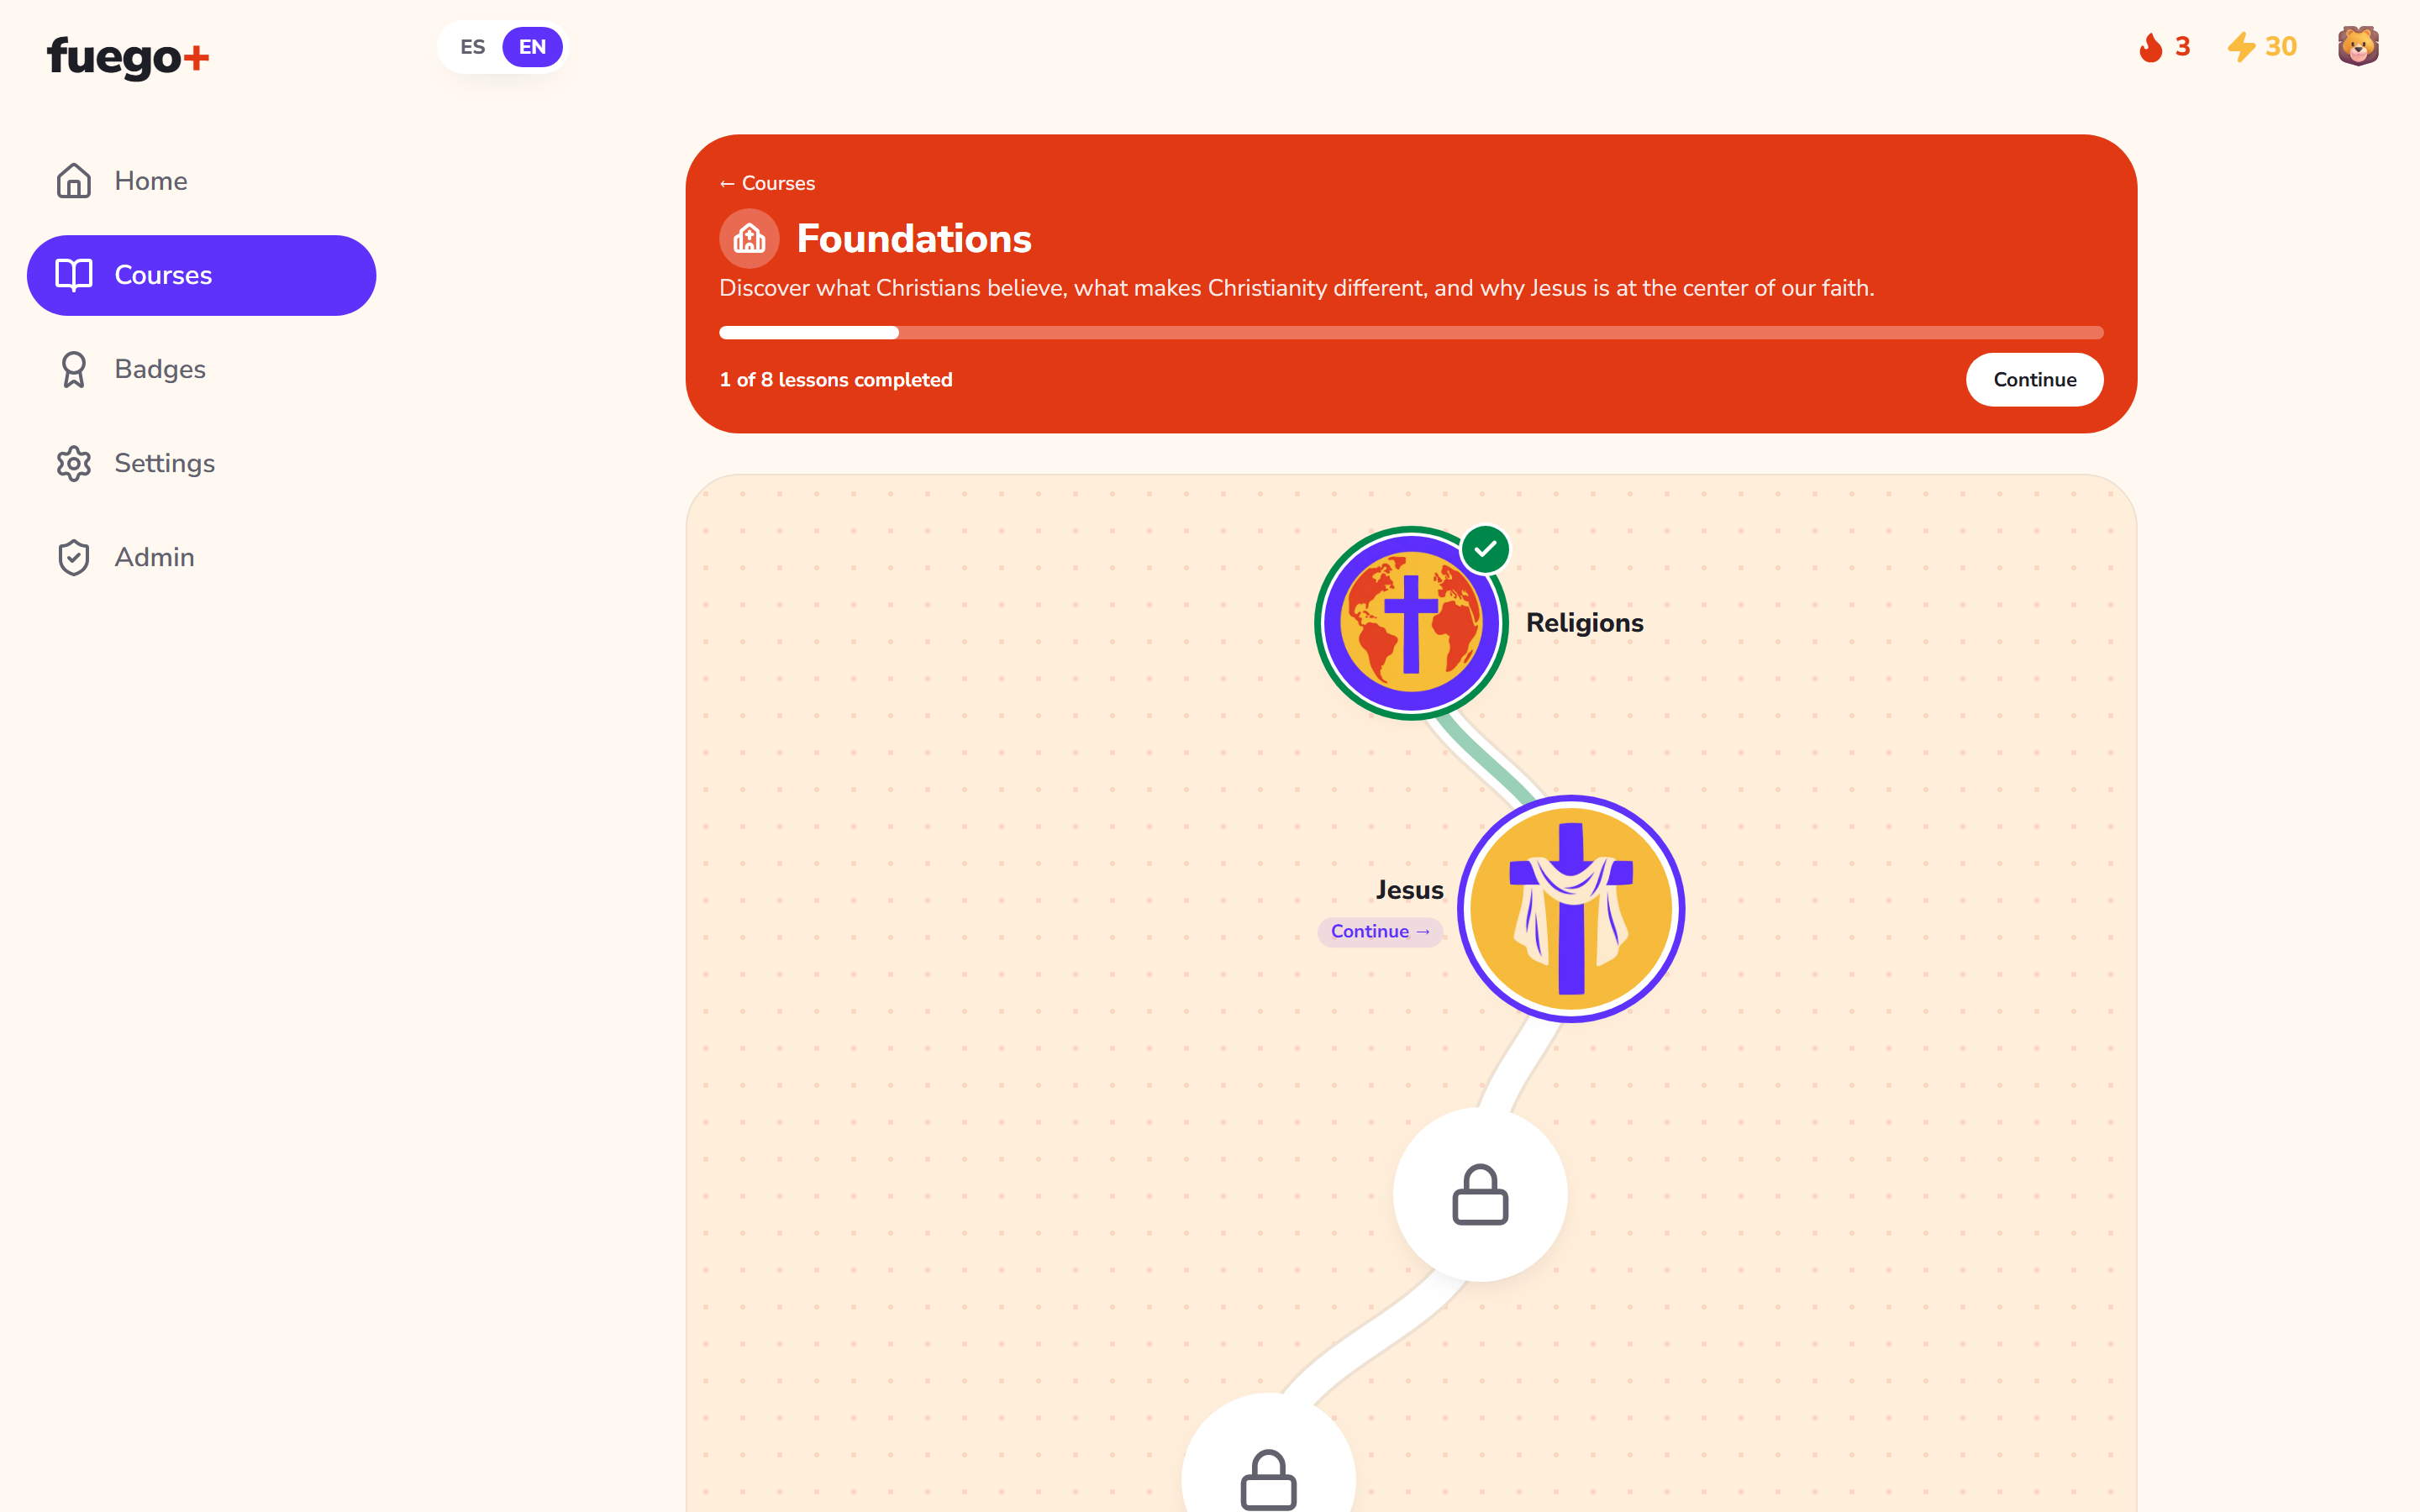 fuego+
ES EN
3 30
Home
Courses
Badges
Settings
Admin
← Courses
Foundations
Discover what Christians believe, what makes Christianity different, and why Jesus is at the center of our faith.
1 of 8 lessons completed
Continue
Religions
Jesus
Continue →